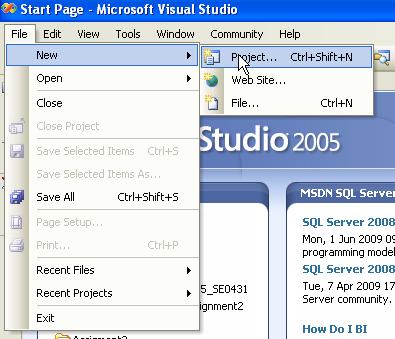 Start Page - Microsoft Visual Studio
File Edit View Tools Window Community Help
New
Project... Ctrl+Shift+N
Open
Web Site...
Close
File... Ctrl+N
Close Project
Studio 2005
Save Selected Items Ctrl+S
Save Selected Items As...
Save All Ctrl+Shift+S
MSDN SQL Server
Page Setup...
SQL Server 2008
Print... Ctrl+P
Mon, 1 Jun 2009 09
programming model
Recent Files
SQL Server 2008
5_SE0431
Tue, 7 Apr 2009 17
Recent Projects
gnment2
Server community.
Exit
How Do I BI
Assigment2